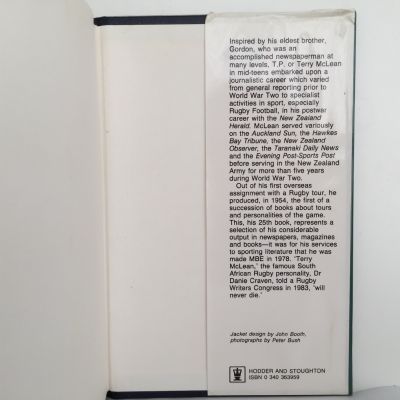 Inspired by his eldest brother,
Gordon, who was an
accomplished newspaperman at
many levels, T.P. or Terry McLean
in mid-teens embarked upon a
journalistic career which varied
from general reporting prior to
World War Two to specialist
activities in sport, especially
Rugby Football, in his postwar
career with the New Zealand
Herald. McLean served variously
on the Auckland Sun, the Hawkes
Bay Tribune, the New Zealand
Observer, the Taranaki Daily News
and the Evening Post-Sports Post
before serving in the New Zealand
Army for more than five years
during World War Two.
Out of his first overseas
assignment with a Rugby tour, he
produced, in 1954, the first of a
succession of books about tours
and personalities of the game.
This, his 25th book, represents a
selection of his considerable
output in newspapers, magazines
and books—it was for his services
to sporting literature that he was
made MBE in 1978. 'Terry
McLean,' the famous South
African Rugby personality, Dr
Danie Craven, told a Rugby
Writers Congress in 1983, 'will
never die.'
Jacket design by John Booth,
photographs by Peter Bush
HODDER AND STOUGHTON
ISBN 0 340 363959